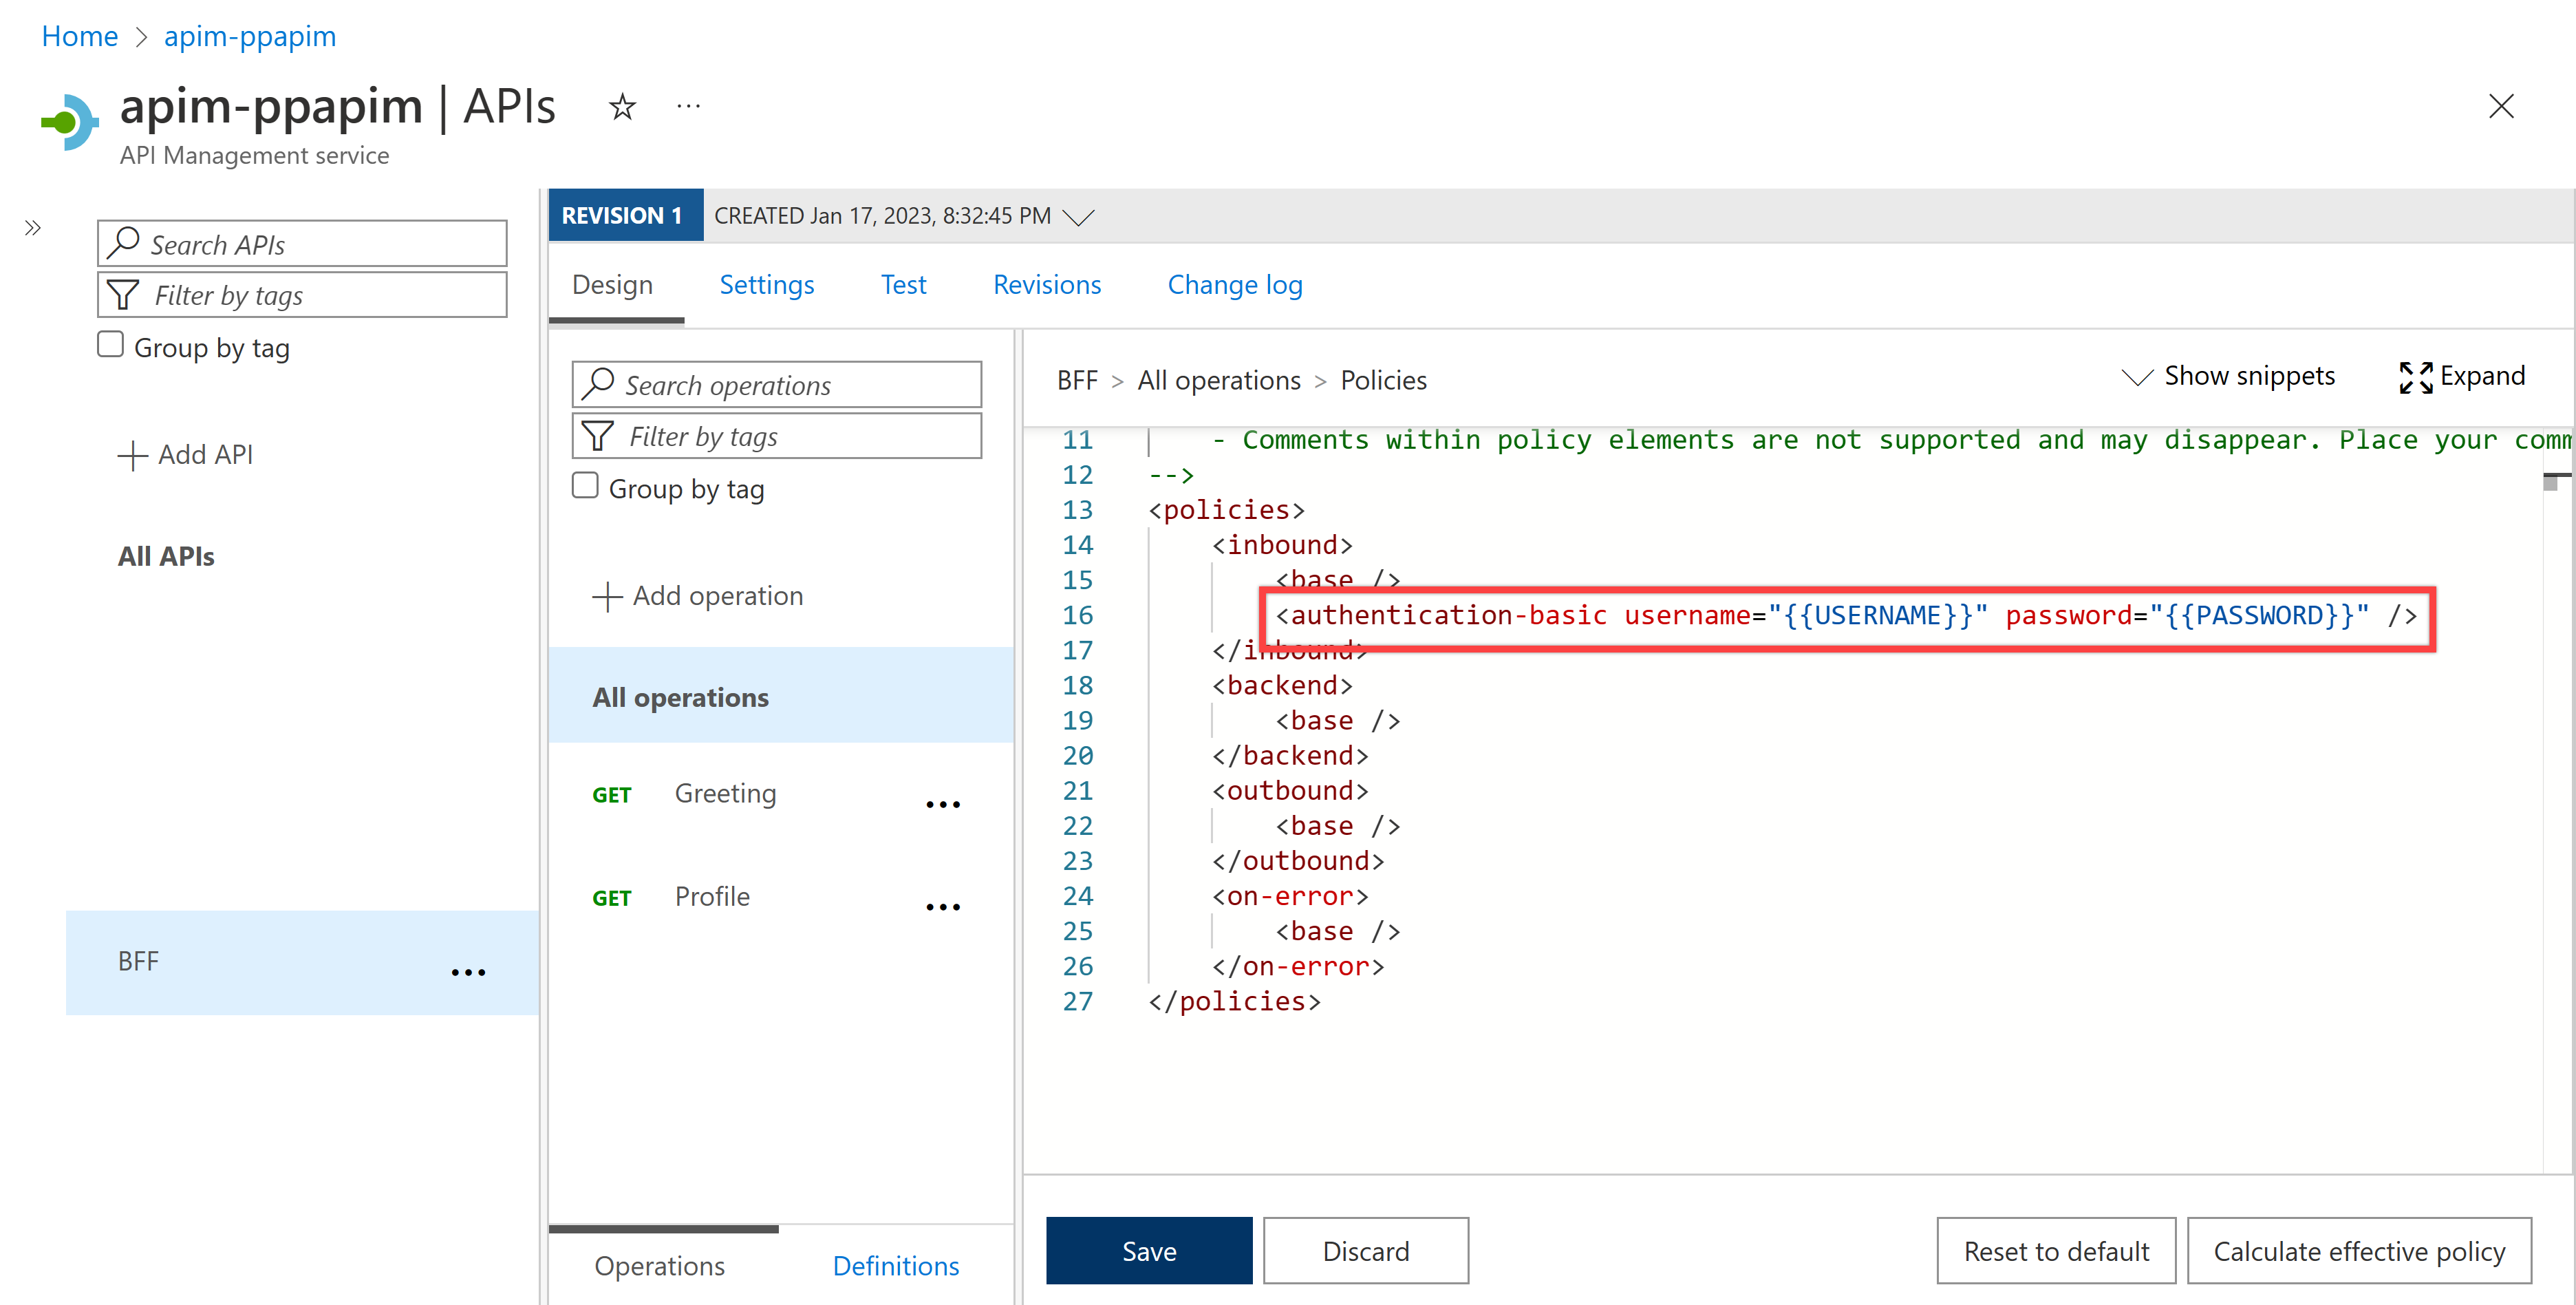 Home > apim-ppapim
apim-ppapim | APIs
API Management service
Search APIs
Filter by tags
Group by tag
Add API
All APIs
BFF
REVISION 1 CREATED Jan 17, 2023, 8:32:45 PM
Design Settings Test Revisions Change log
Search operations
Filter by tags
Group by tag
Add operation
All operations
GET Greeting
GET Profile
Operations Definitions
BFF > All operations > Policies
Show snippets Expand
11 - Comments within policy elements are not supported and may disappear. Place your comm
12 -->
13 <policies>
14 <inbound>
15 <base />
16 <authentication-basic username="{{USERNAME}}" password="{{PASSWORD}}" />
17 </inbound>
18 <backend>
19 <base />
20 </backend>
21 <outbound>
22 <base />
23 </outbound>
24 <on-error>
25 <base />
26 </on-error>
27 </policies>
Save Discard Reset to default Calculate effective policy